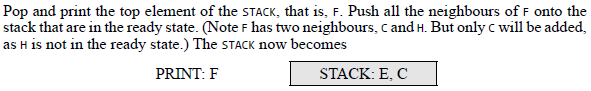 Pop and print the top element of the STACK, that is, F. Push all the neighbours of F onto the
stack that are in the ready state. (Note F has two neighbours, C and H. But only C will be added,
as H is not in the ready state.) The STACK now becomes
PRINT: F STACK: E, C